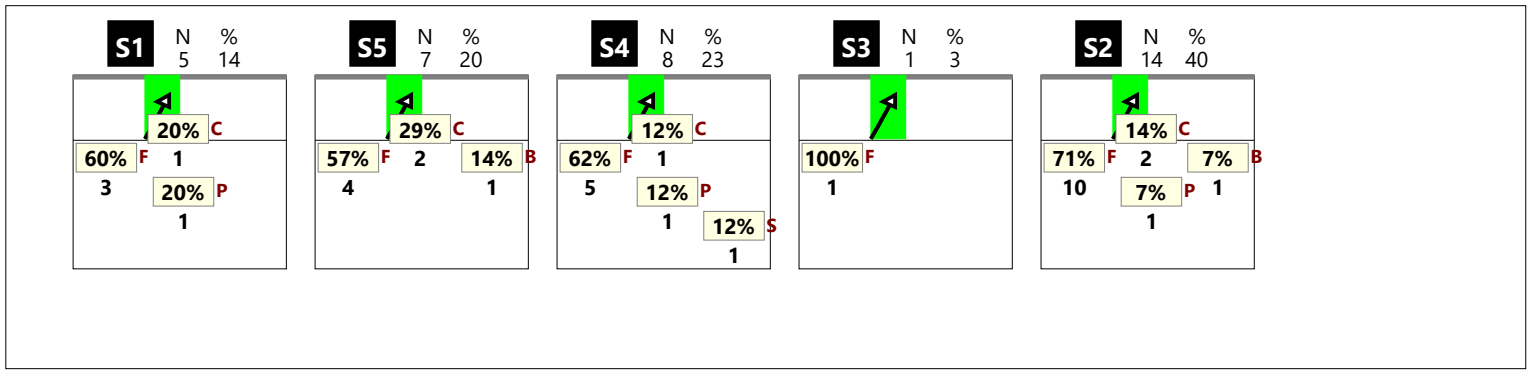 S1 N % S5 N % S4 N % S3 N % S2 N %
5 14 7 20 8 23 1 3 14 40
20% C 29% C 12% C 14% C
60% F 1 57% F 2 14% B 62% F 1 100% F 71% F 2 7% B
3 20% P 4 1 5 12% P 1 10 7% P 1
1 1 1
12% S
1